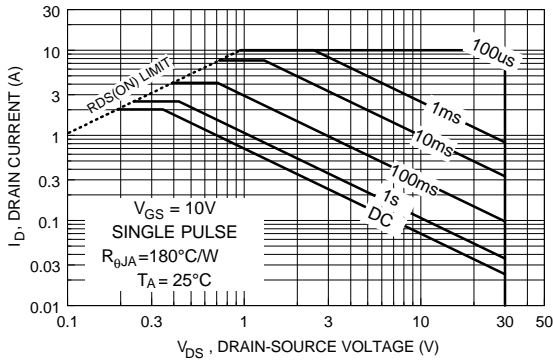 I_D, DRAIN CURRENT (A)
30
10
3
1
0.3
0.1
0.03
0.01
RDS(ON) LIMIT
100us
1ms
10ms
100ms
1s
DC
V_GS = 10V
SINGLE PULSE
R_θJA =180°C/W
T_A = 25°C
0.1
0.3
1
3
10
30
50
V_DS , DRAIN-SOURCE VOLTAGE (V)